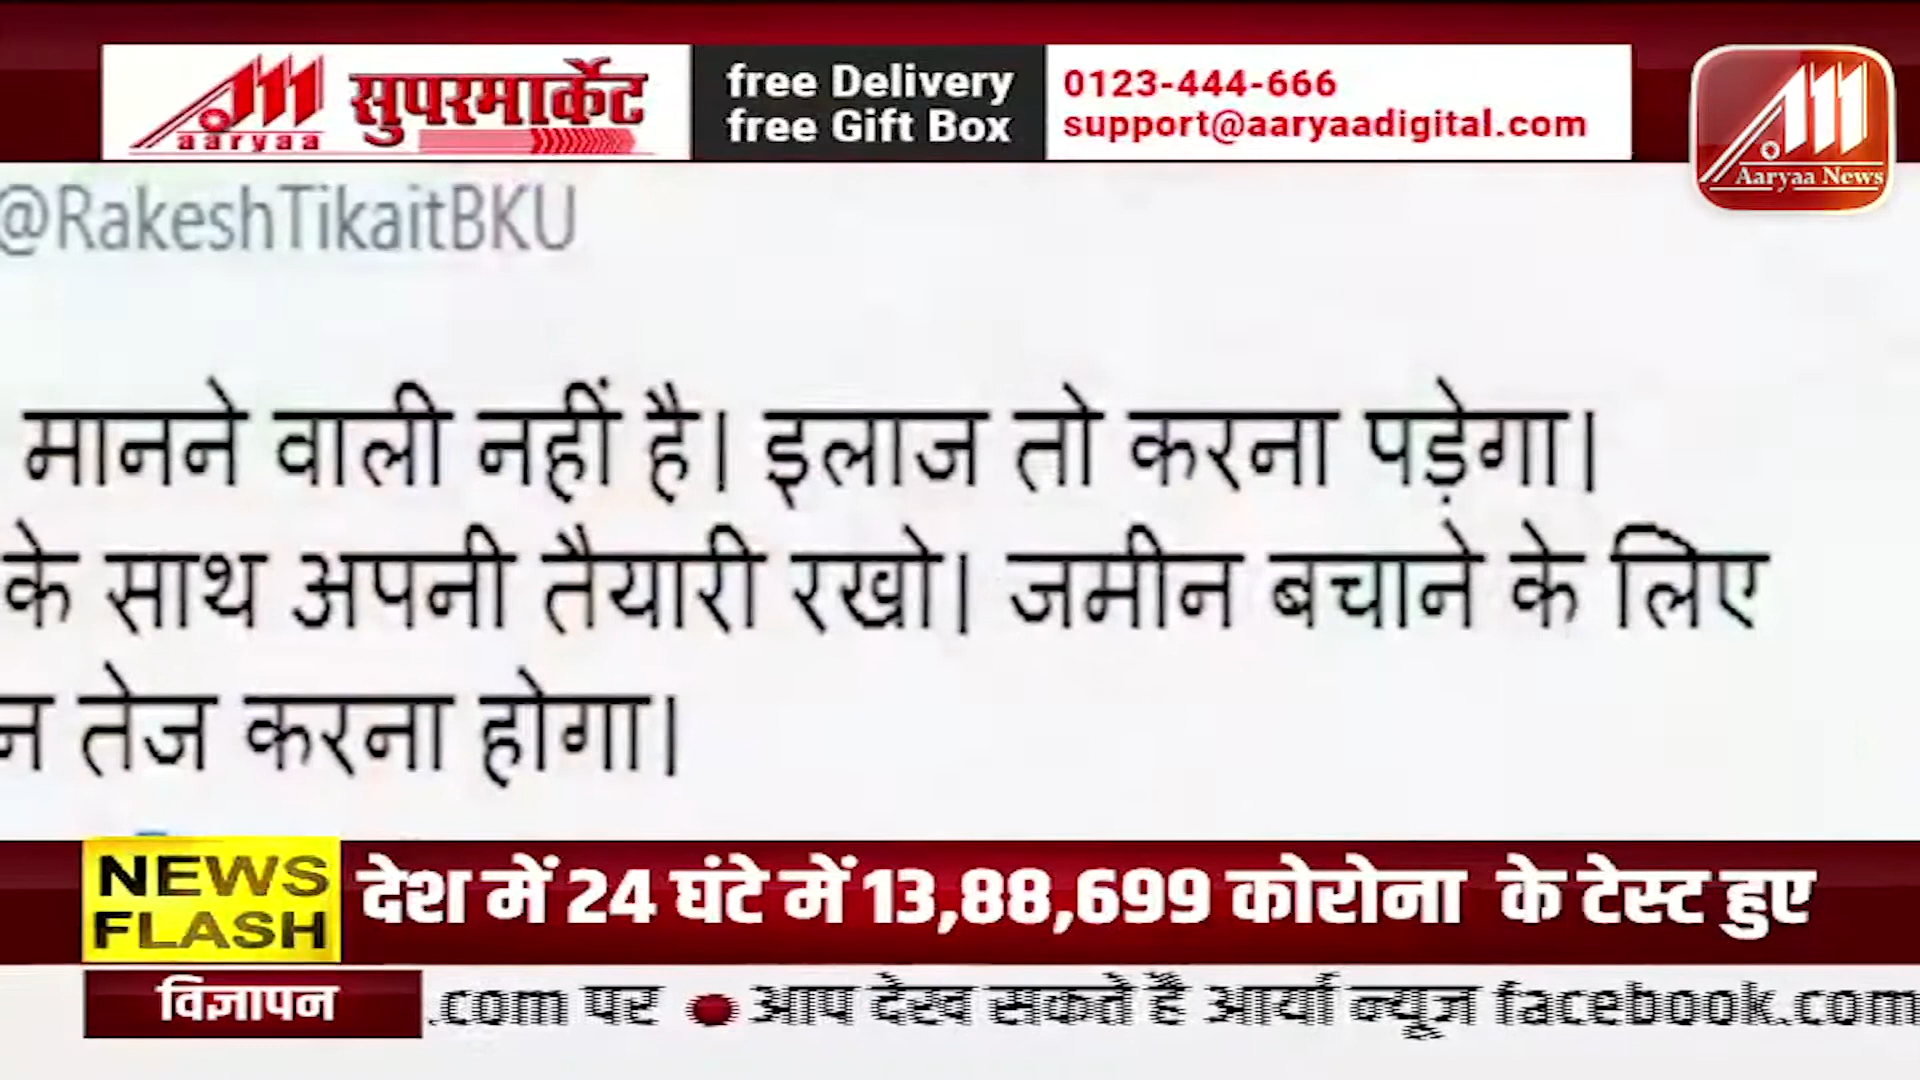 aaryaa
सुपरमार्केट
free Delivery
free Gift Box
0123-444-666
support@aaryaadigital.com
Aaryaa News
@RakeshTikaitBKU
मानने वाली नहीं है। इलाज तो करना पड़ेगा।
के साथ अपनी तैयारी रखो। जमीन बचाने के लिए
न तेज करना होगा।
NEWS
FLASH
देश में 24 घंटे में 13,88,699 कोरोना के टेस्ट हुए
विज्ञापन
.com पर ● आप देख सकते हैं आर्या न्यूज facebook.com